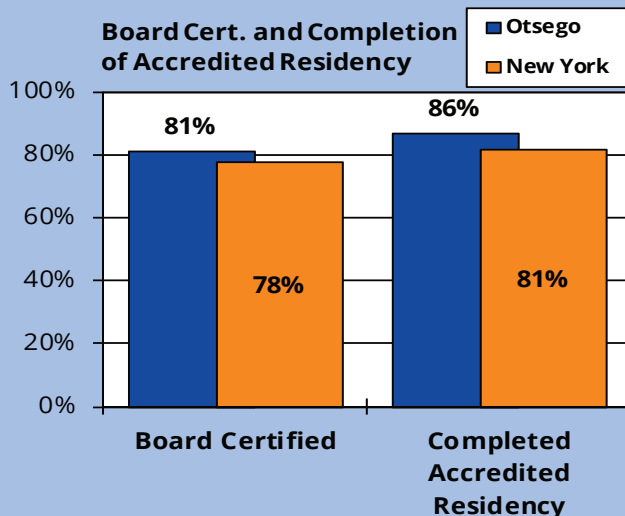 Board Cert. and Completion
of Accredited Residency
Otsego
New York
100%
80%
60%
40%
20%
0%
81%
78%
86%
81%
Board Certified
Completed
Accredited
Residency